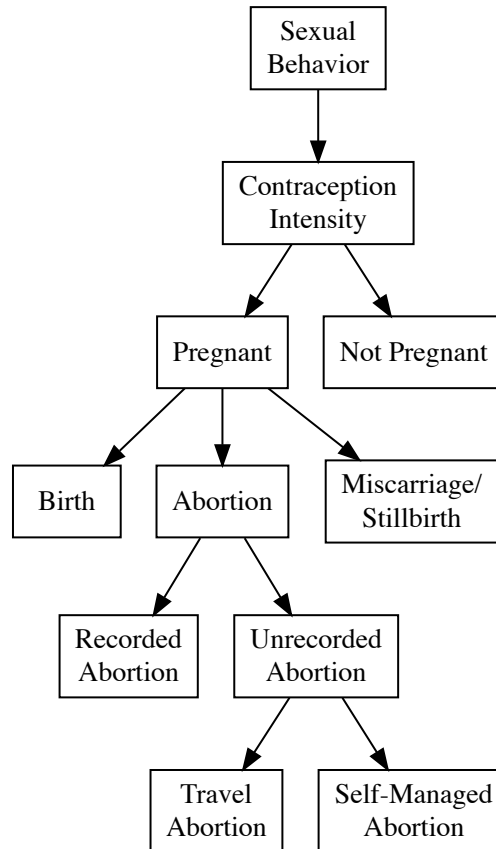 Sexual
Behavior
Contraception
Intensity
Pregnant
Not Pregnant
Birth
Abortion
Miscarriage/
Stillbirth
Recorded
Abortion
Unrecorded
Abortion
Travel
Abortion
Self-Managed
Abortion